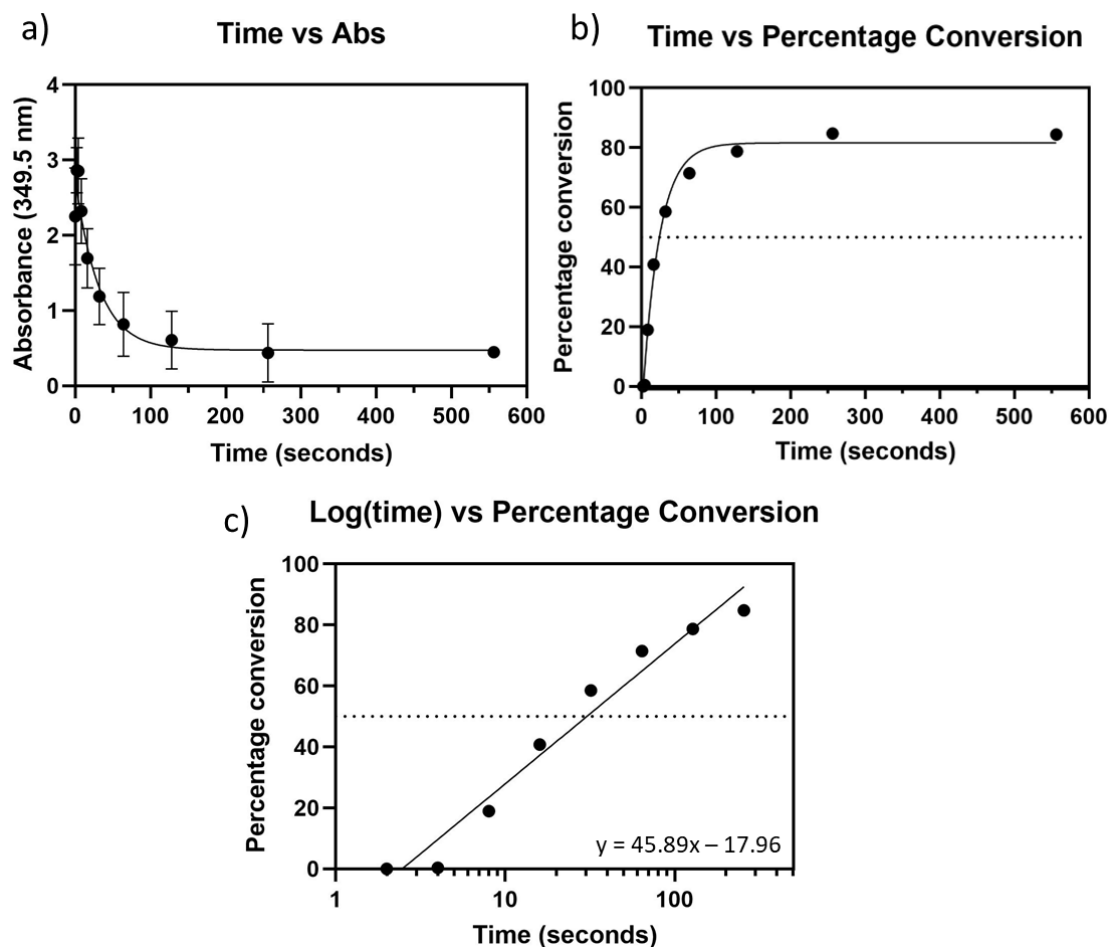 a)
Time vs Abs
Absorbance (349.5 nm)
4
3
2
1
0
0 100 200 300 400 500 600
Time (seconds)
b)
Time vs Percentage Conversion
Percentage conversion
100
80
60
40
20
0
0 100 200 300 400 500 600
Time (seconds)
c)
Log(time) vs Percentage Conversion
Percentage conversion
100
80
60
40
20
0
y = 45.89x – 17.96
1 10 100
Time (seconds)